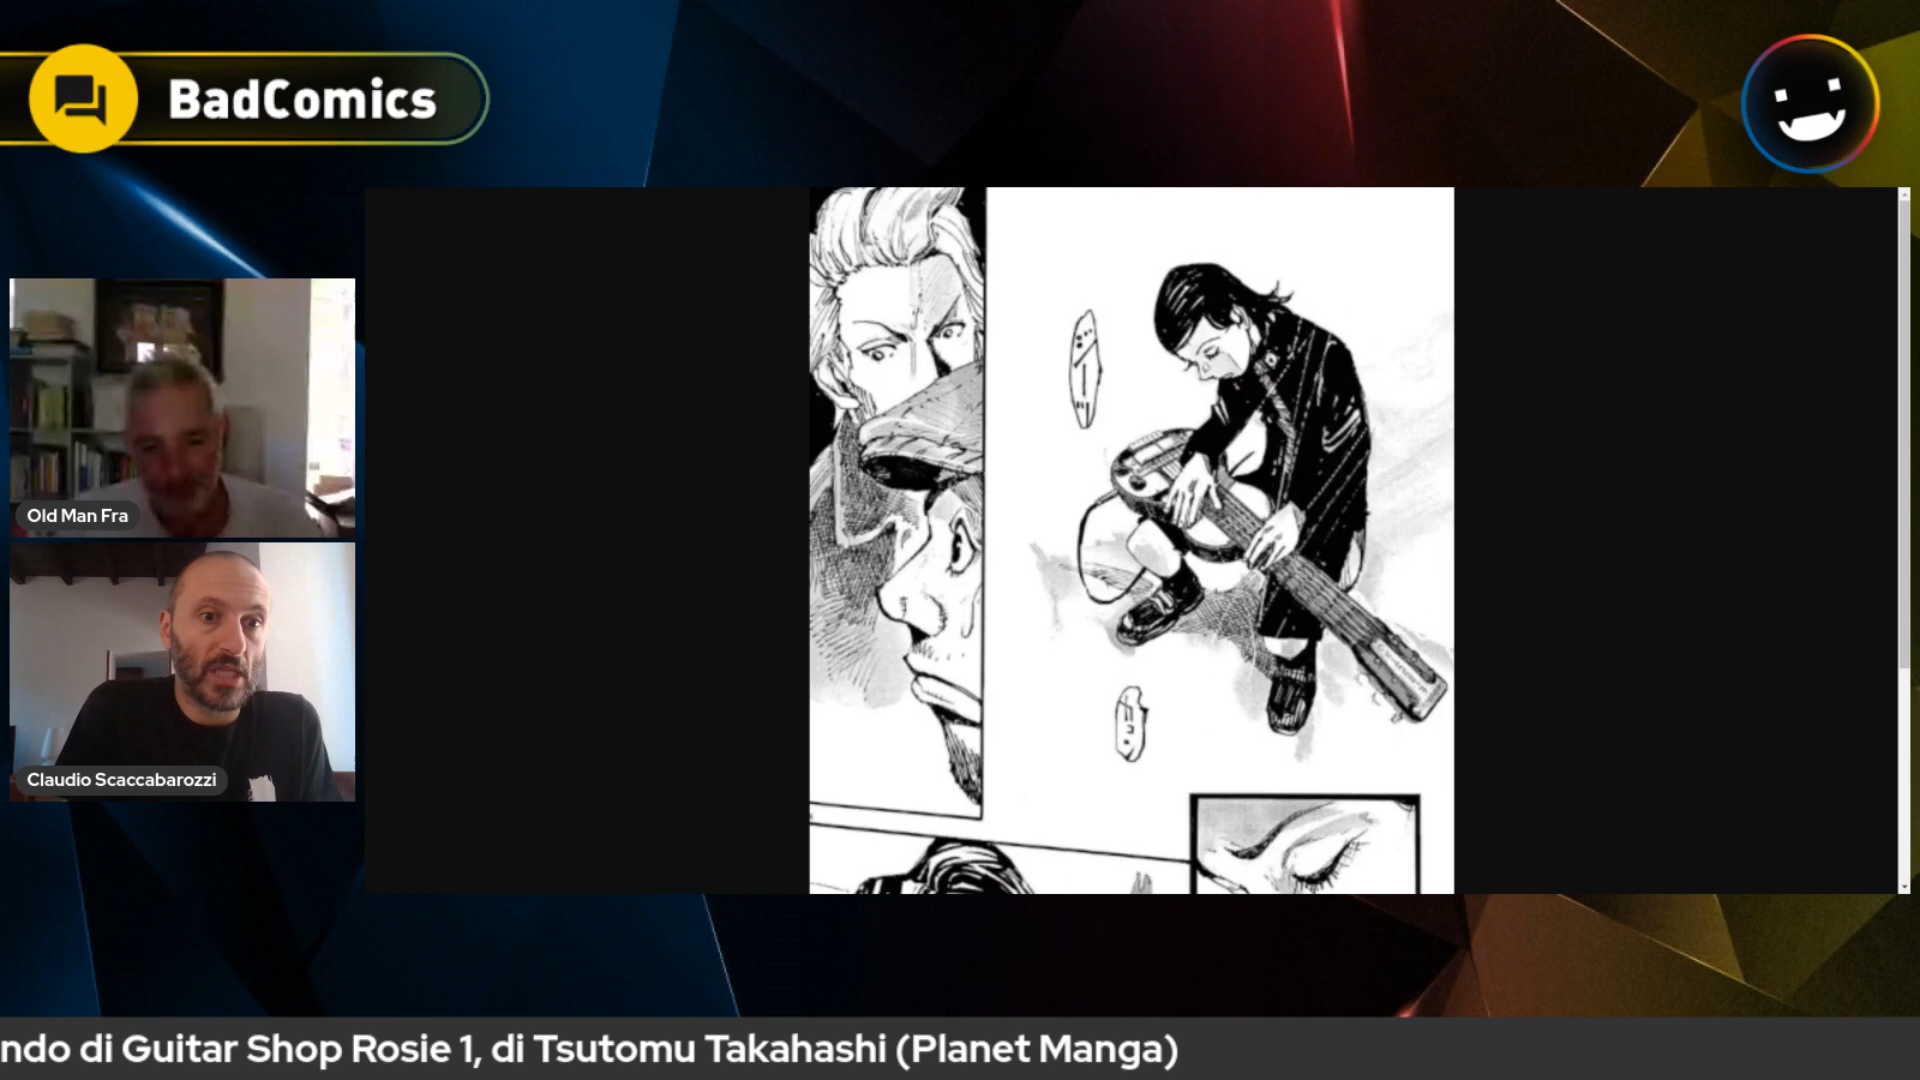 BadComics
Old Man Fra
Claudio Scaccabarozzi
ndo di Guitar Shop Rosie 1, di Tsutomu Takahashi (Planet Manga)